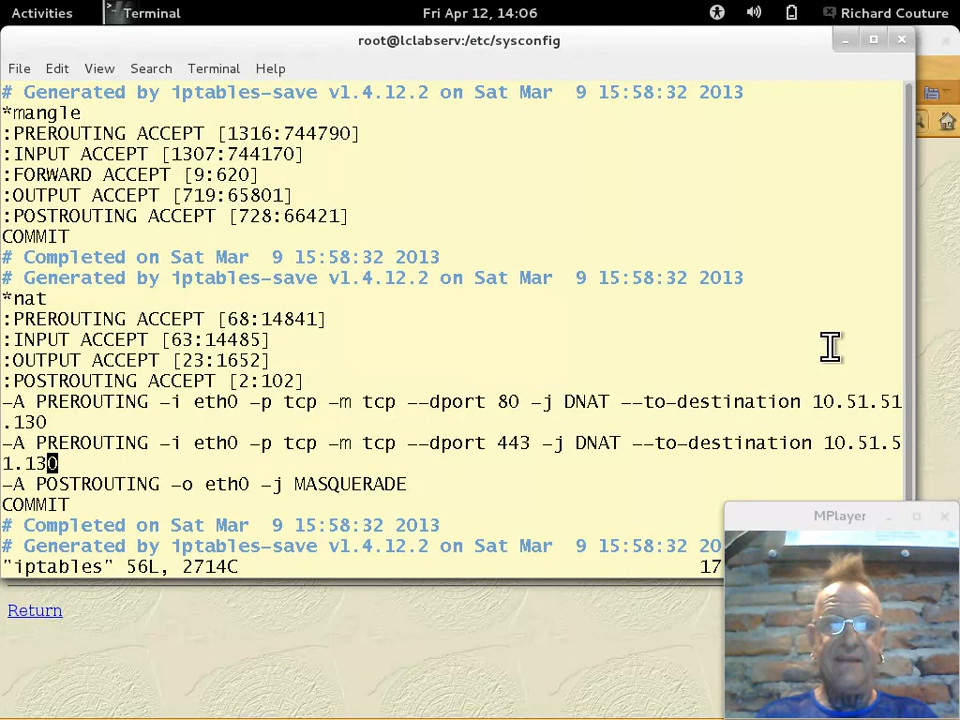 Activities
Terminal
Fri Apr 12, 14:06
Richard Couture
root@lclabserv:/etc/sysconfig
File Edit View Search Terminal Help
# Generated by iptables-save v1.4.12.2 on Sat Mar  9 15:58:32 2013
*mangle
:PREROUTING ACCEPT [1316:744790]
:INPUT ACCEPT [1307:744170]
:FORWARD ACCEPT [9:620]
:OUTPUT ACCEPT [719:65801]
:POSTROUTING ACCEPT [728:66421]
COMMIT
# Completed on Sat Mar  9 15:58:32 2013
# Generated by iptables-save v1.4.12.2 on Sat Mar  9 15:58:32 2013
*nat
:PREROUTING ACCEPT [68:14841]
:INPUT ACCEPT [63:14485]
:OUTPUT ACCEPT [23:1652]
:POSTROUTING ACCEPT [2:102]
-A PREROUTING -i eth0 -p tcp -m tcp --dport 80 -j DNAT --to-destination 10.51.51
.130
-A PREROUTING -i eth0 -p tcp -m tcp --dport 443 -j DNAT --to-destination 10.51.5
1.130
-A POSTROUTING -o eth0 -j MASQUERADE
COMMIT
# Completed on Sat Mar  9 15:58:32 2013
# Generated by iptables-save v1.4.12.2 on Sat Mar  9 15:58:32 20
"iptables" 56L, 2714C
17
MPlayer
Return